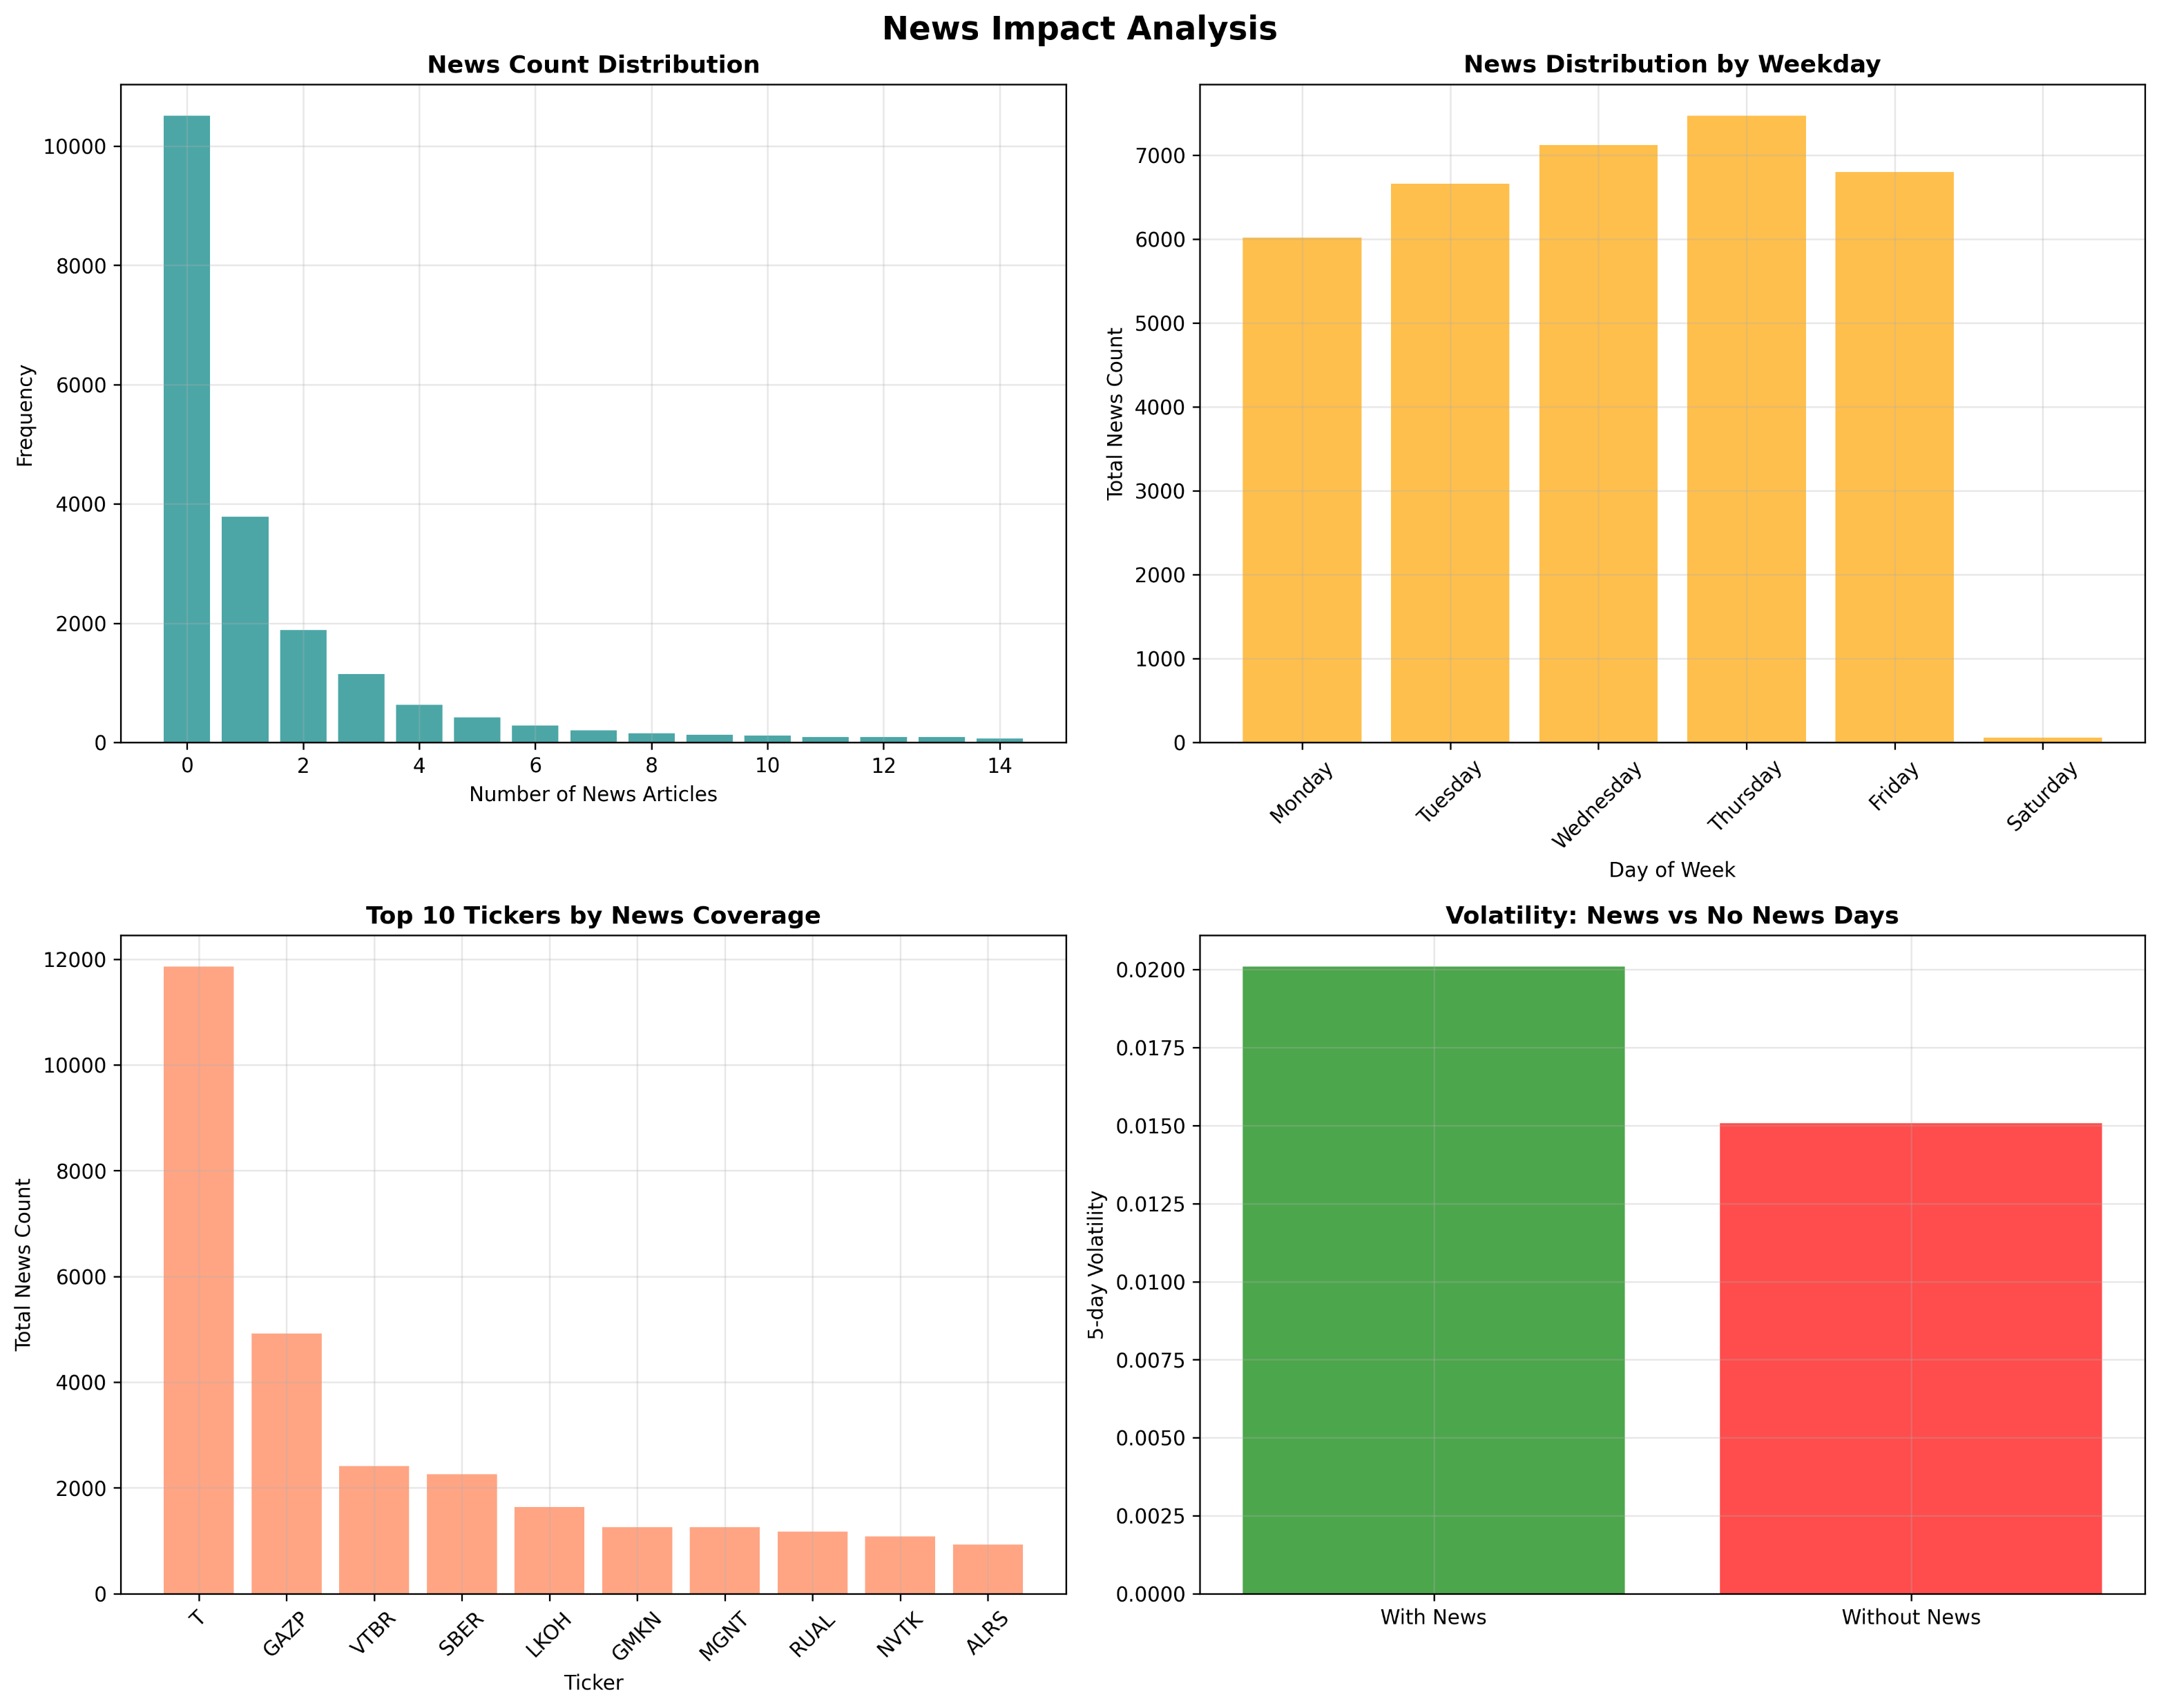 News Impact Analysis
News Count Distribution
10000
8000
6000
4000
2000
0
Frequency
0 2 4 6 8 10 12 14
Number of News Articles
News Distribution by Weekday
7000
6000
5000
4000
3000
2000
1000
0
Total News Count
Monday Tuesday Wednesday Thursday Friday Saturday
Day of Week
Top 10 Tickers by News Coverage
12000
10000
8000
6000
4000
2000
0
Total News Count
T GAZP VTBR SBER LKOH GMKN MGNT RUAL NVTK ALRS
Ticker
Volatility: News vs No News Days
0.0200
0.0175
0.0150
0.0125
0.0100
0.0075
0.0050
0.0025
0.0000
5-day Volatility
With News Without News